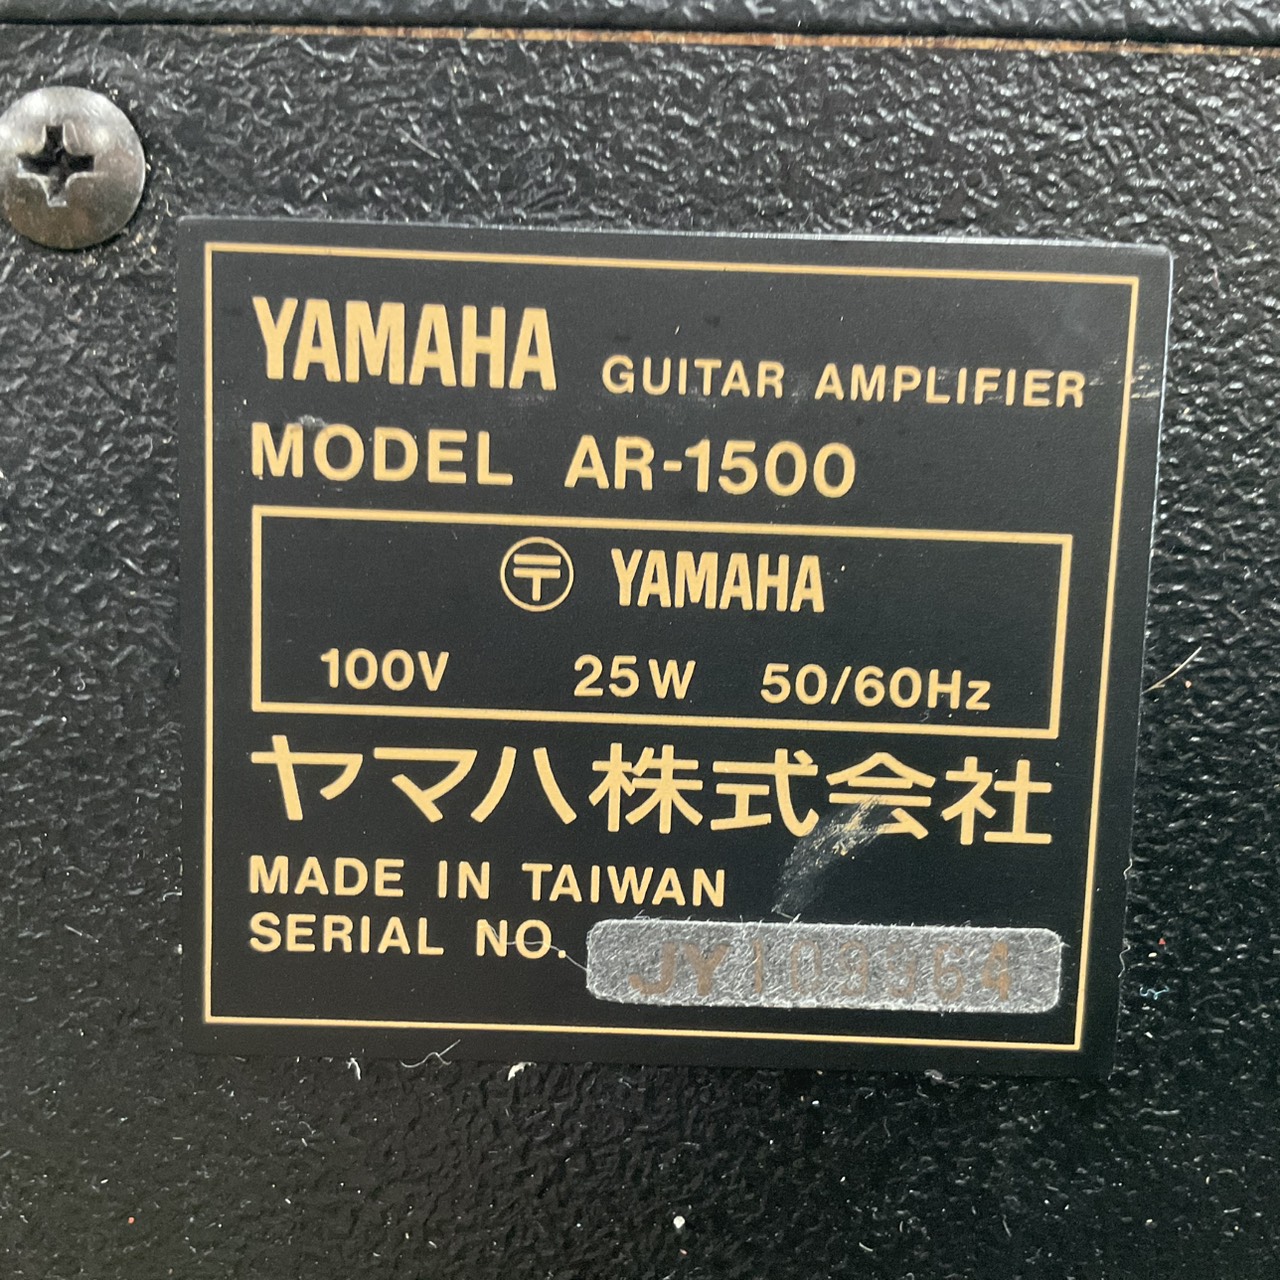 YAMAHA GUITAR AMPLIFIER
MODEL AR-1500
〶 YAMAHA
100V 25W 50/60Hz
ヤマハ株式会社
MADE IN TAIWAN
SERIAL NO.